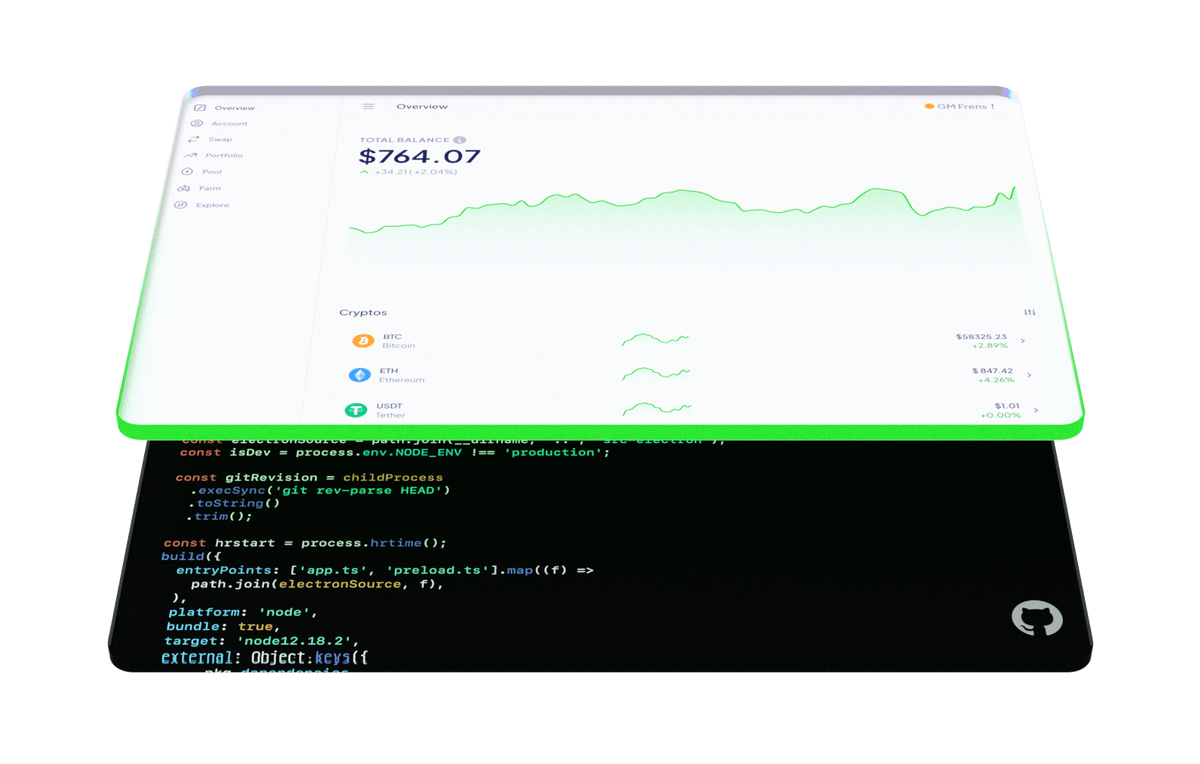 Overview
Account
Swap
Portfolio
Pool
Farm
Explore
Overview
GM Frens !
TOTAL BALANCE
$764.07
+34.21(+2.04%)
Cryptos
BTC
Bitcoin
$58325.23
+2.89%
ETH
Ethereum
$847.42
+4.26%
USDT
Tether
$1.01
+0.00%
const electronSource = path.join(__dirname, '..', 'src-electron');
const isDev = process.env.NODE_ENV !== 'production';
const gitRevision = childProcess
.execSync('git rev-parse HEAD')
.toString()
.trim();
const hrstart = process.hrtime();
build({
entryPoints: ['app.ts', 'preload.ts'].map((f) =>
path.join(electronSource, f),
),
platform: 'node',
bundle: true,
target: 'node12.18.2',
external: Object.keys({